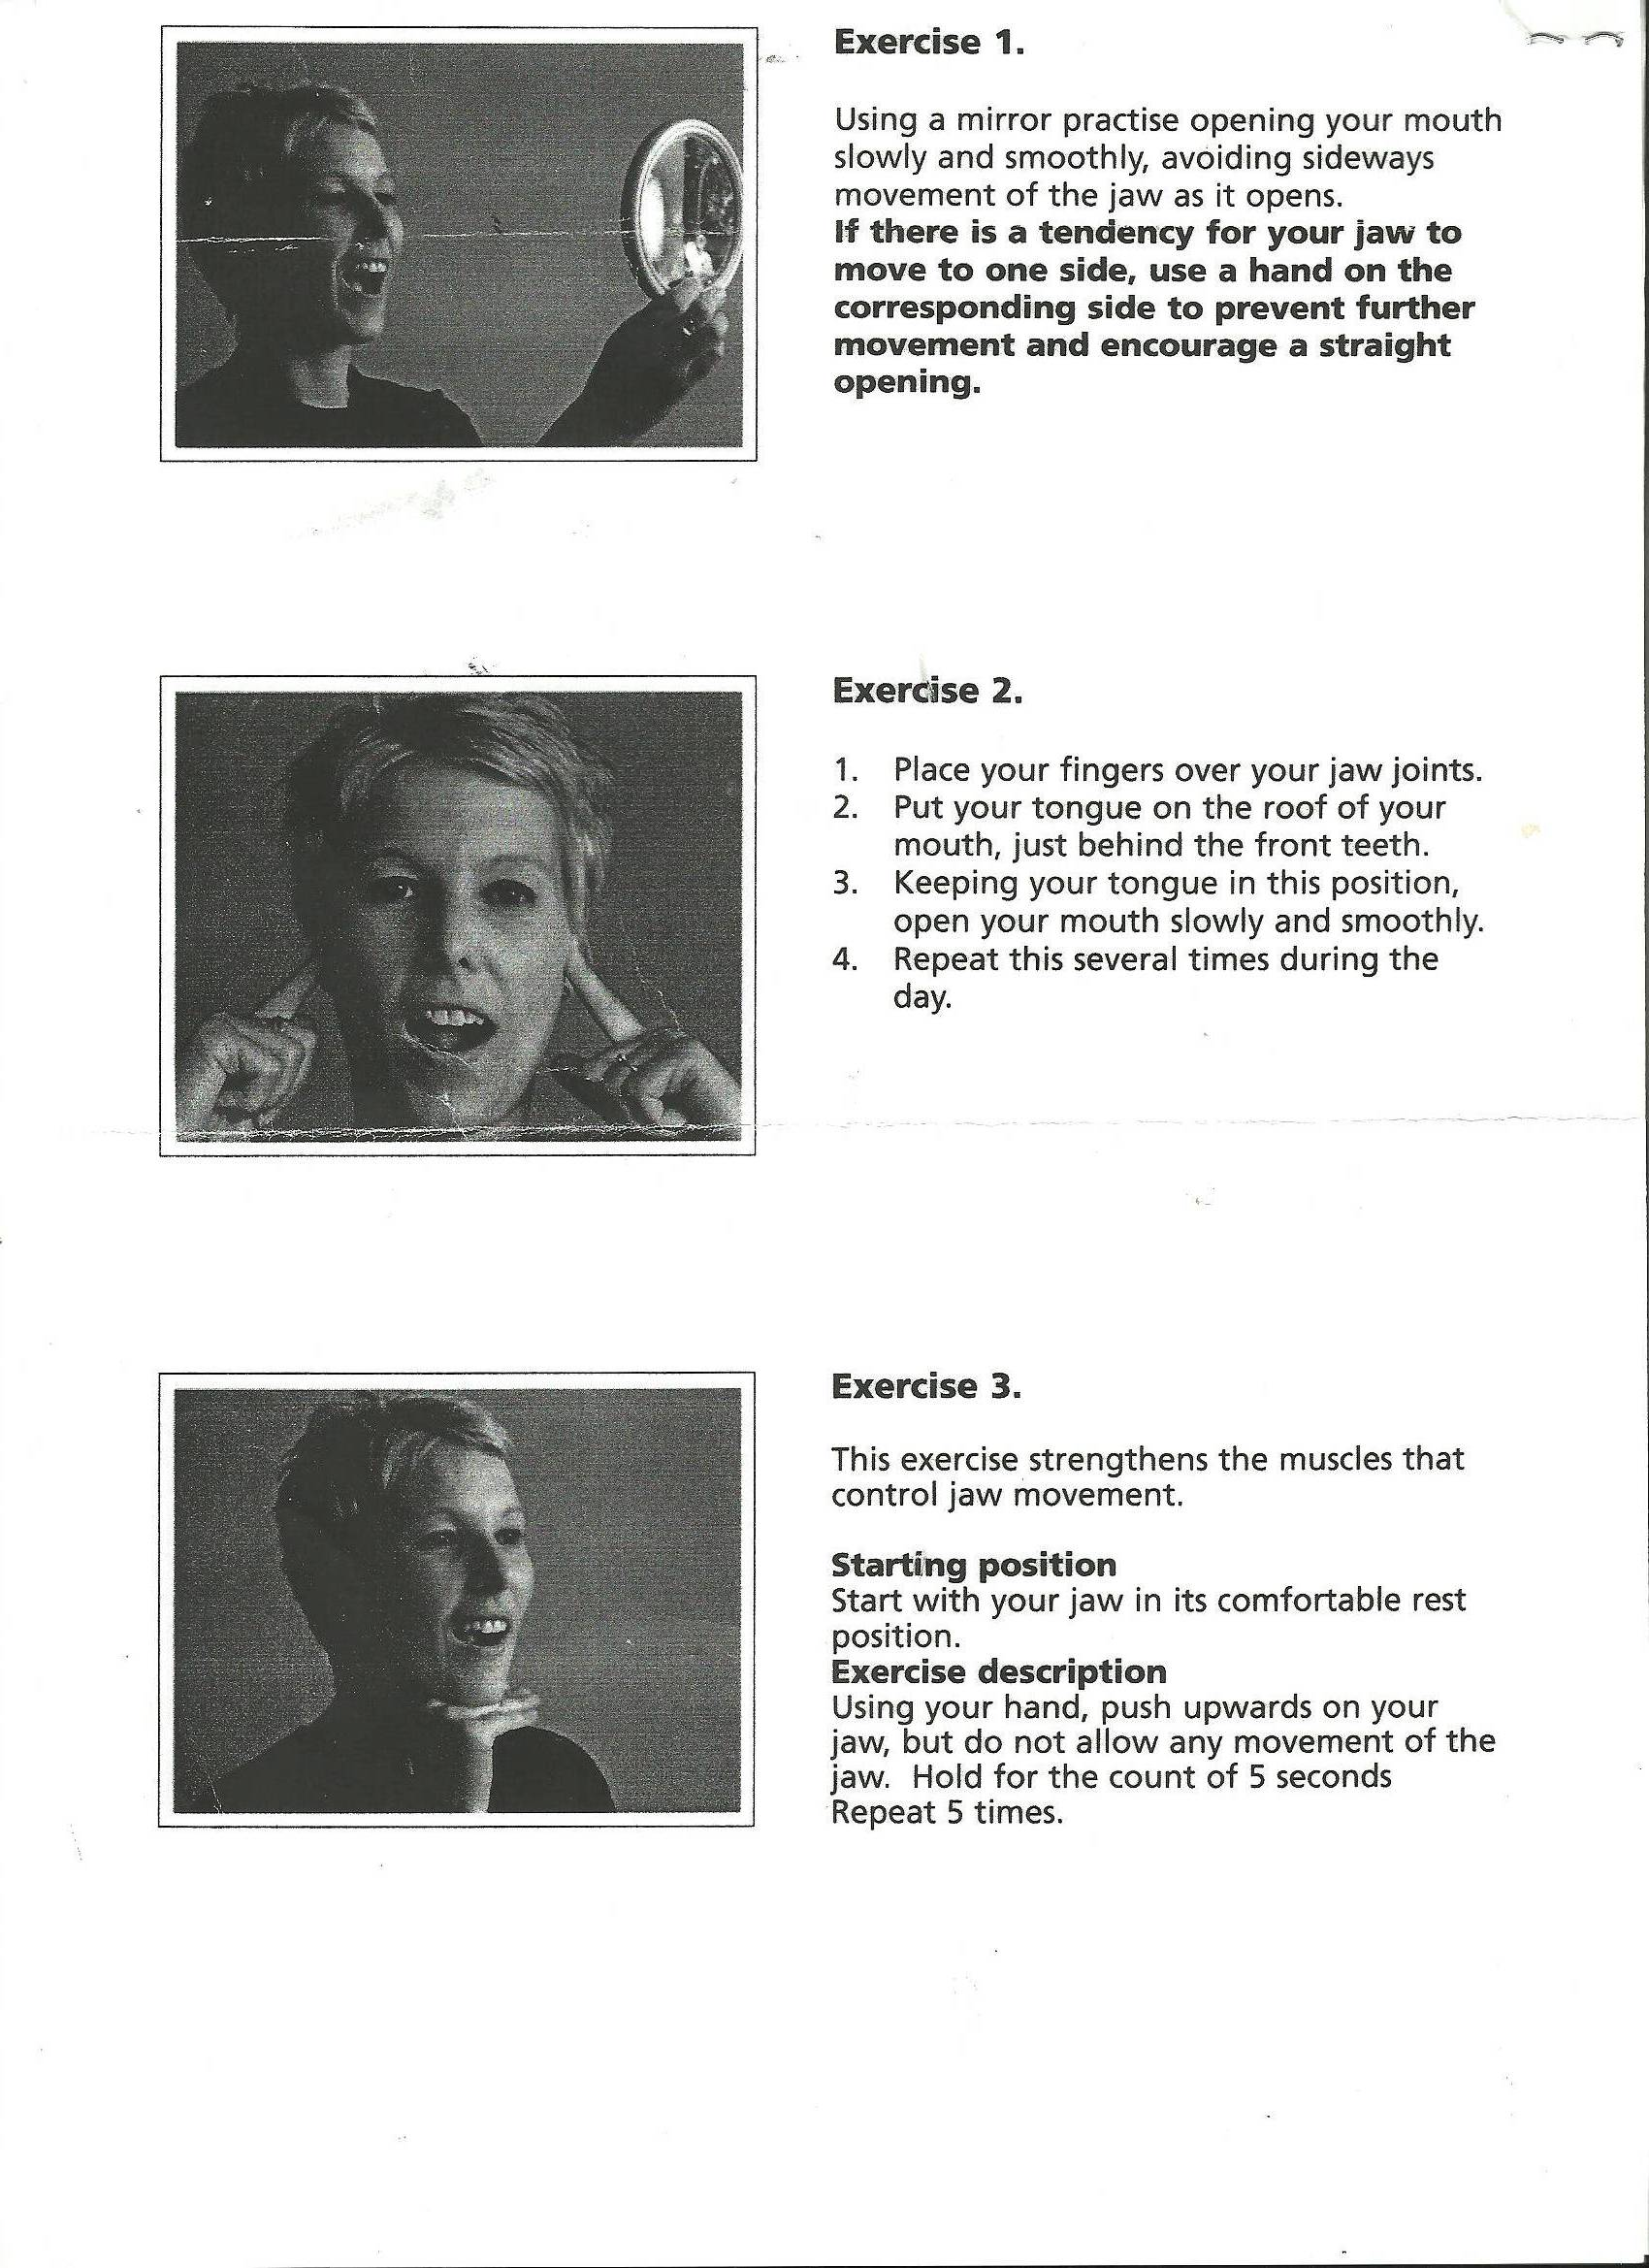 Exercise 1.
Using a mirror practise opening your mouth
slowly and smoothly, avoiding sideways
movement of the jaw as it opens.
If there is a tendency for your jaw to
move to one side, use a hand on the
corresponding side to prevent further
movement and encourage a straight
opening.
Exercise 2.
1. Place your fingers over your jaw joints.
2. Put your tongue on the roof of your
mouth, just behind the front teeth.
3. Keeping your tongue in this position,
open your mouth slowly and smoothly.
4. Repeat this several times during the
day.
Exercise 3.
This exercise strengthens the muscles that
control jaw movement.
Starting position
Start with your jaw in its comfortable rest
position.
Exercise description
Using your hand, push upwards on your
jaw, but do not allow any movement of the
jaw.  Hold for the count of 5 seconds
Repeat 5 times.